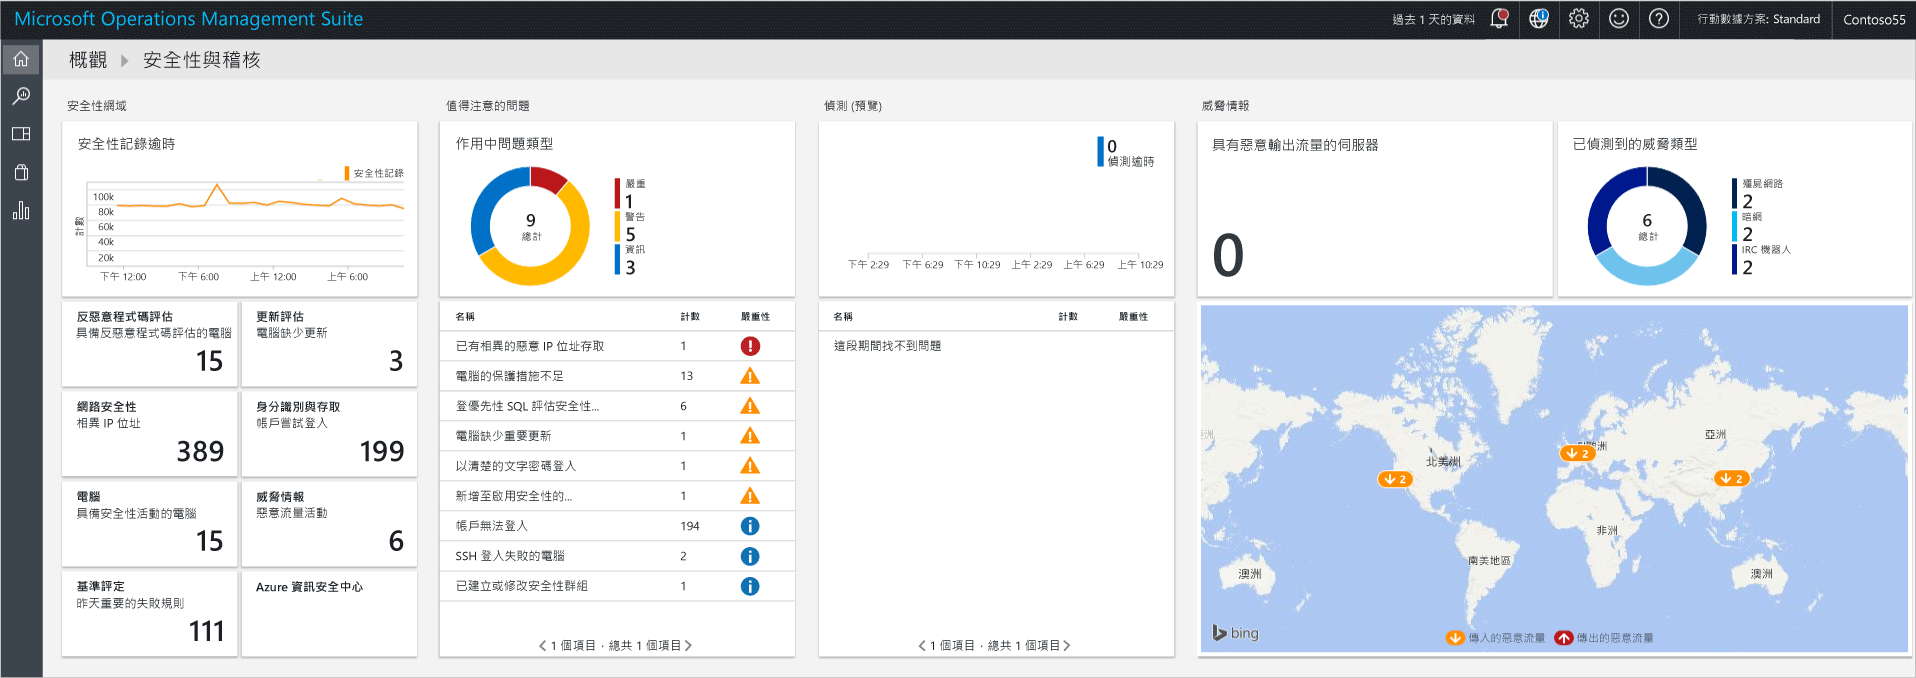 Microsoft Operations Management Suite
過去 1 天的資料
行動數據方案: Standard
Contoso55
概觀
安全性與稽核
安全性網域
安全性記錄逾時
安全性記錄
計數
100k
80k
60k
40k
20k
下午 12:00
下午 6:00
上午 12:00
上午 6:00
反惡意程式碼評估
具備反惡意程式碼評估的電腦
15
更新評估
電腦缺少更新
3
網路安全性
相異 IP 位址
389
身分識別與存取
帳戶嘗試登入
199
電腦
具備安全性活動的電腦
15
威脅情報
惡意流量活動
6
基準評定
昨天重要的失敗規則
111
Azure 資訊安全中心
值得注意的問題
作用中問題類型
9
總計
嚴重
1
警告
5
資訊
3
名稱 計數 嚴重性
已有相異的惡意 IP 位址存取 1
電腦的保護措施不足 13
登優先性 SQL 評估安全性... 6
電腦缺少重要更新 1
以清楚的文字密碼登入 1
新增至啟用安全性的... 1
帳戶無法登入 194
SSH 登入失敗的電腦 2
已建立或修改安全性群組 1
1 個項目 · 總共 1 個項目
偵測 (預覽)
0
偵測逾時
下午 2:29
下午 6:29
下午 10:29
上午 2:29
上午 6:29
上午 10:29
名稱 計數 嚴重性
這段期間找不到問題
1 個項目 · 總共 1 個項目
威脅情報
具有惡意輸出流量的伺服器
0
已偵測到的威脅類型
6
總計
殭屍網路
2
暗網
2
IRC 機器人
2
亞洲
北美洲
2
2
2
非洲
南美地區
澳洲
澳洲
bing
傳入的惡意流量
傳出的惡意流量